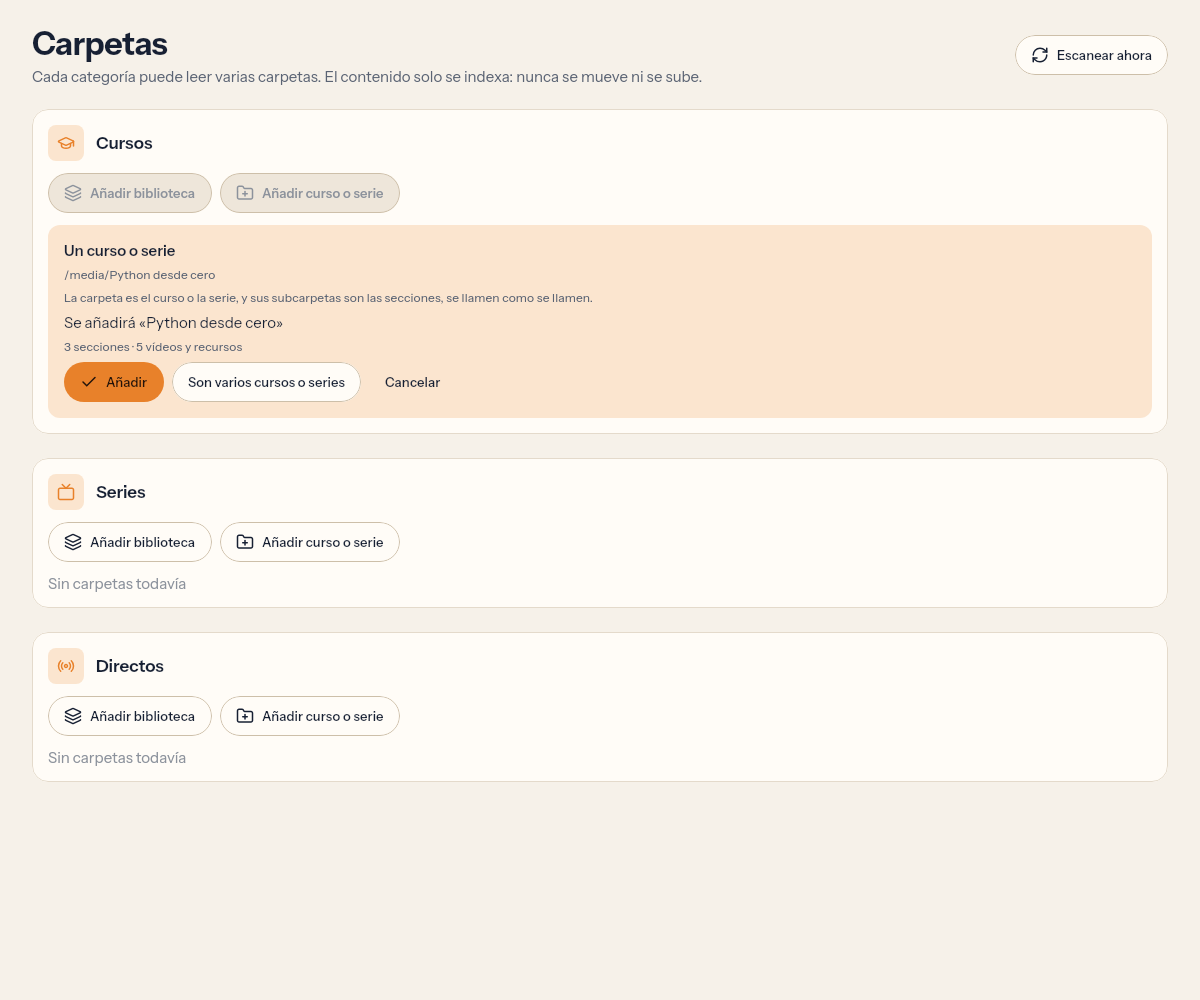 Carpetas
Cada categoría puede leer varias carpetas. El contenido solo se indexa: nunca se mueve ni se sube.
Escanear ahora
Cursos
Añadir biblioteca
Añadir curso o serie
Un curso o serie
/media/Python desde cero
La carpeta es el curso o la serie, y sus subcarpetas son las secciones, se llamen como se llamen.
Se añadirá «Python desde cero»
3 secciones · 5 vídeos y recursos
Añadir
Son varios cursos o series
Cancelar
Series
Añadir biblioteca
Añadir curso o serie
Sin carpetas todavía
Directos
Añadir biblioteca
Añadir curso o serie
Sin carpetas todavía